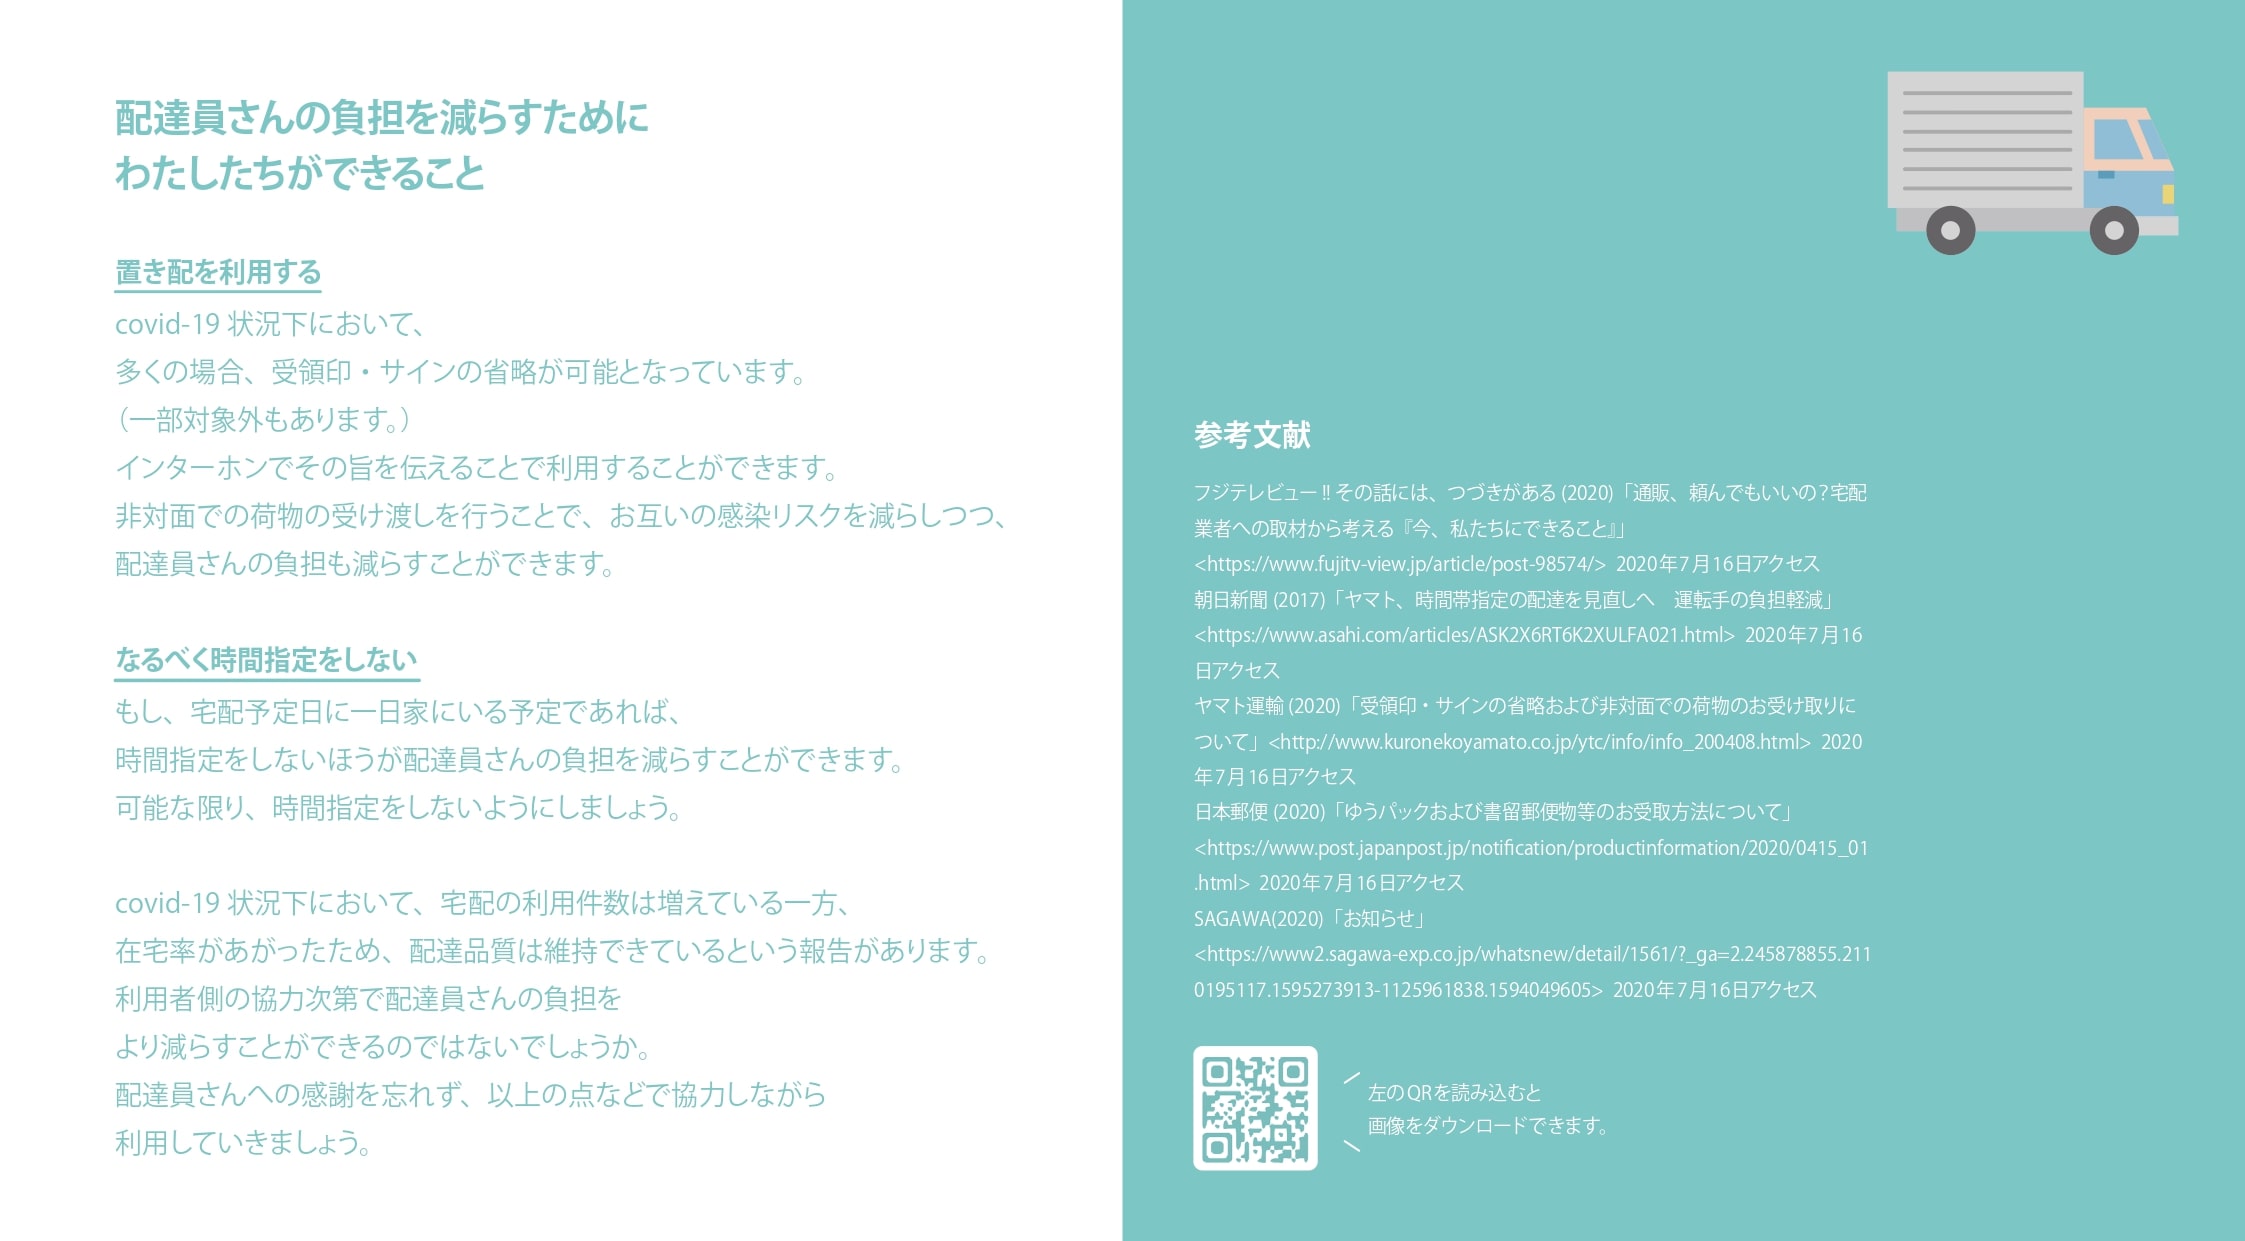 配達員さんの負担を減らすために
わたしたちができること
置き配を利用する
covid-19 状況下において、
多くの場合、受領印・サインの省略が可能となっています。
（一部対象外もあります。）
インターホンでその旨を伝えることで利用することができます。
非対面での荷物の受け渡しを行うことで、お互いの感染リスクを減らしつつ、
配達員さんの負担も減らすことができます。
なるべく時間指定をしない
もし、宅配予定日に一日家にいる予定であれば、
時間指定をしないほうが配達員さんの負担を減らすことができます。
可能な限り、時間指定をしないようにしましょう。
covid-19 状況下において、宅配の利用件数は増えている一方、
在宅率があがったため、配達品質は維持できているという報告があります。
利用者側の協力次第で配達員さんの負担を
より減らすことができるのではないでしょうか。
配達員さんへの感謝を忘れず、以上の点などで協力しながら
利用していきましょう。
参考文献
フジテレビュー !! その話には、つづきがある (2020)「通販、頼んでもいいの？宅配
業者への取材から考える『今、私たちにできること』」
<https://www.fujitv-view.jp/article/post-98574/> 2020年7月16日アクセス
朝日新聞 (2017)「ヤマト、時間帯指定の配達を見直しへ　運転手の負担軽減」
<https://www.asahi.com/articles/ASK2X6RT6K2XULFA021.html> 2020年7月16
日アクセス
ヤマト運輸 (2020)「受領印・サインの省略および非対面での荷物のお受け取りに
ついて」<http://www.kuronekoyamato.co.jp/ytc/info/info_200408.html> 2020
年7月16日アクセス
日本郵便 (2020)「ゆうパックおよび書留郵便物等のお受取方法について」
<https://www.post.japanpost.jp/notification/productinformation/2020/0415_01
.html> 2020年7月16日アクセス
SAGAWA(2020)「お知らせ」
<https://www2.sagawa-exp.co.jp/whatsnew/detail/1561/?_ga=2.245878855.211
0195117.1595273913-1125961838.1594049605> 2020年7月16日アクセス
左のQRを読み込むと
画像をダウンロードできます。